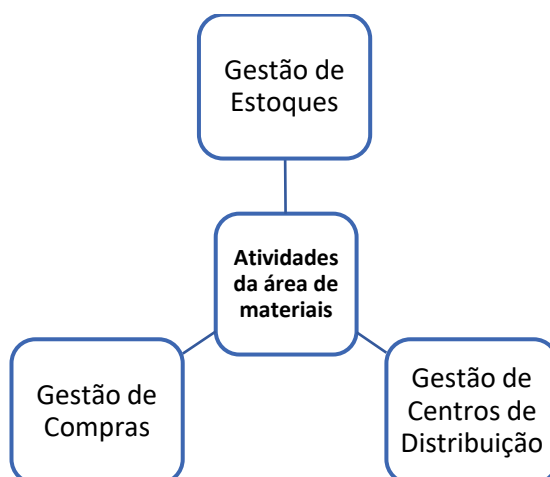 Gestão de
Estoques
Atividades
da área de
materiais
Gestão de
Compras
Gestão de
Centros de
Distribuição